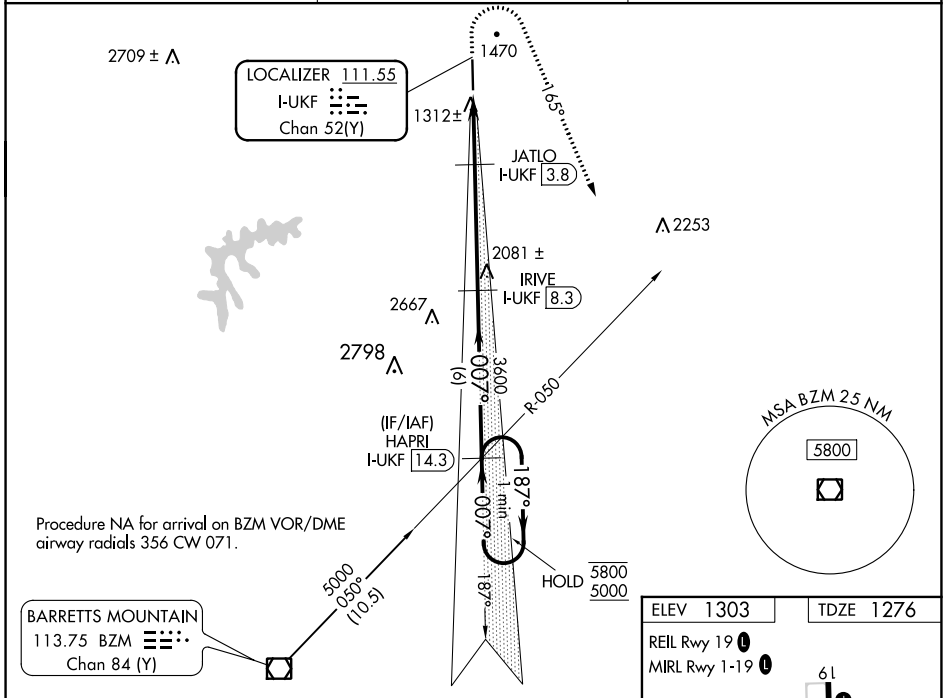 2709 ±
1470
LOCALIZER 111.55
I-UKF
Chan 52(Y)
1312±
165°
JATLO
I-UKF 3.8
2253
2081 ±
IRIVE
I-UKF 8.3
2667
2798
007°
(6)
3600
R-050
(IF/IAF)
HAPRI
I-UKF 14.3
MSA BZM 25 NM
5800
187°
1 min
007°
187°
HOLD 5800
5000
Procedure NA for arrival on BZM VOR/DME
airway radials 356 CW 071.
5000
050°
(10.5)
BARRETTS MOUNTAIN
113.75 BZM
Chan 84 (Y)
ELEV 1303
TDZE 1276
REIL Rwy 19 L
MIRL Rwy 1-19 L
19
L